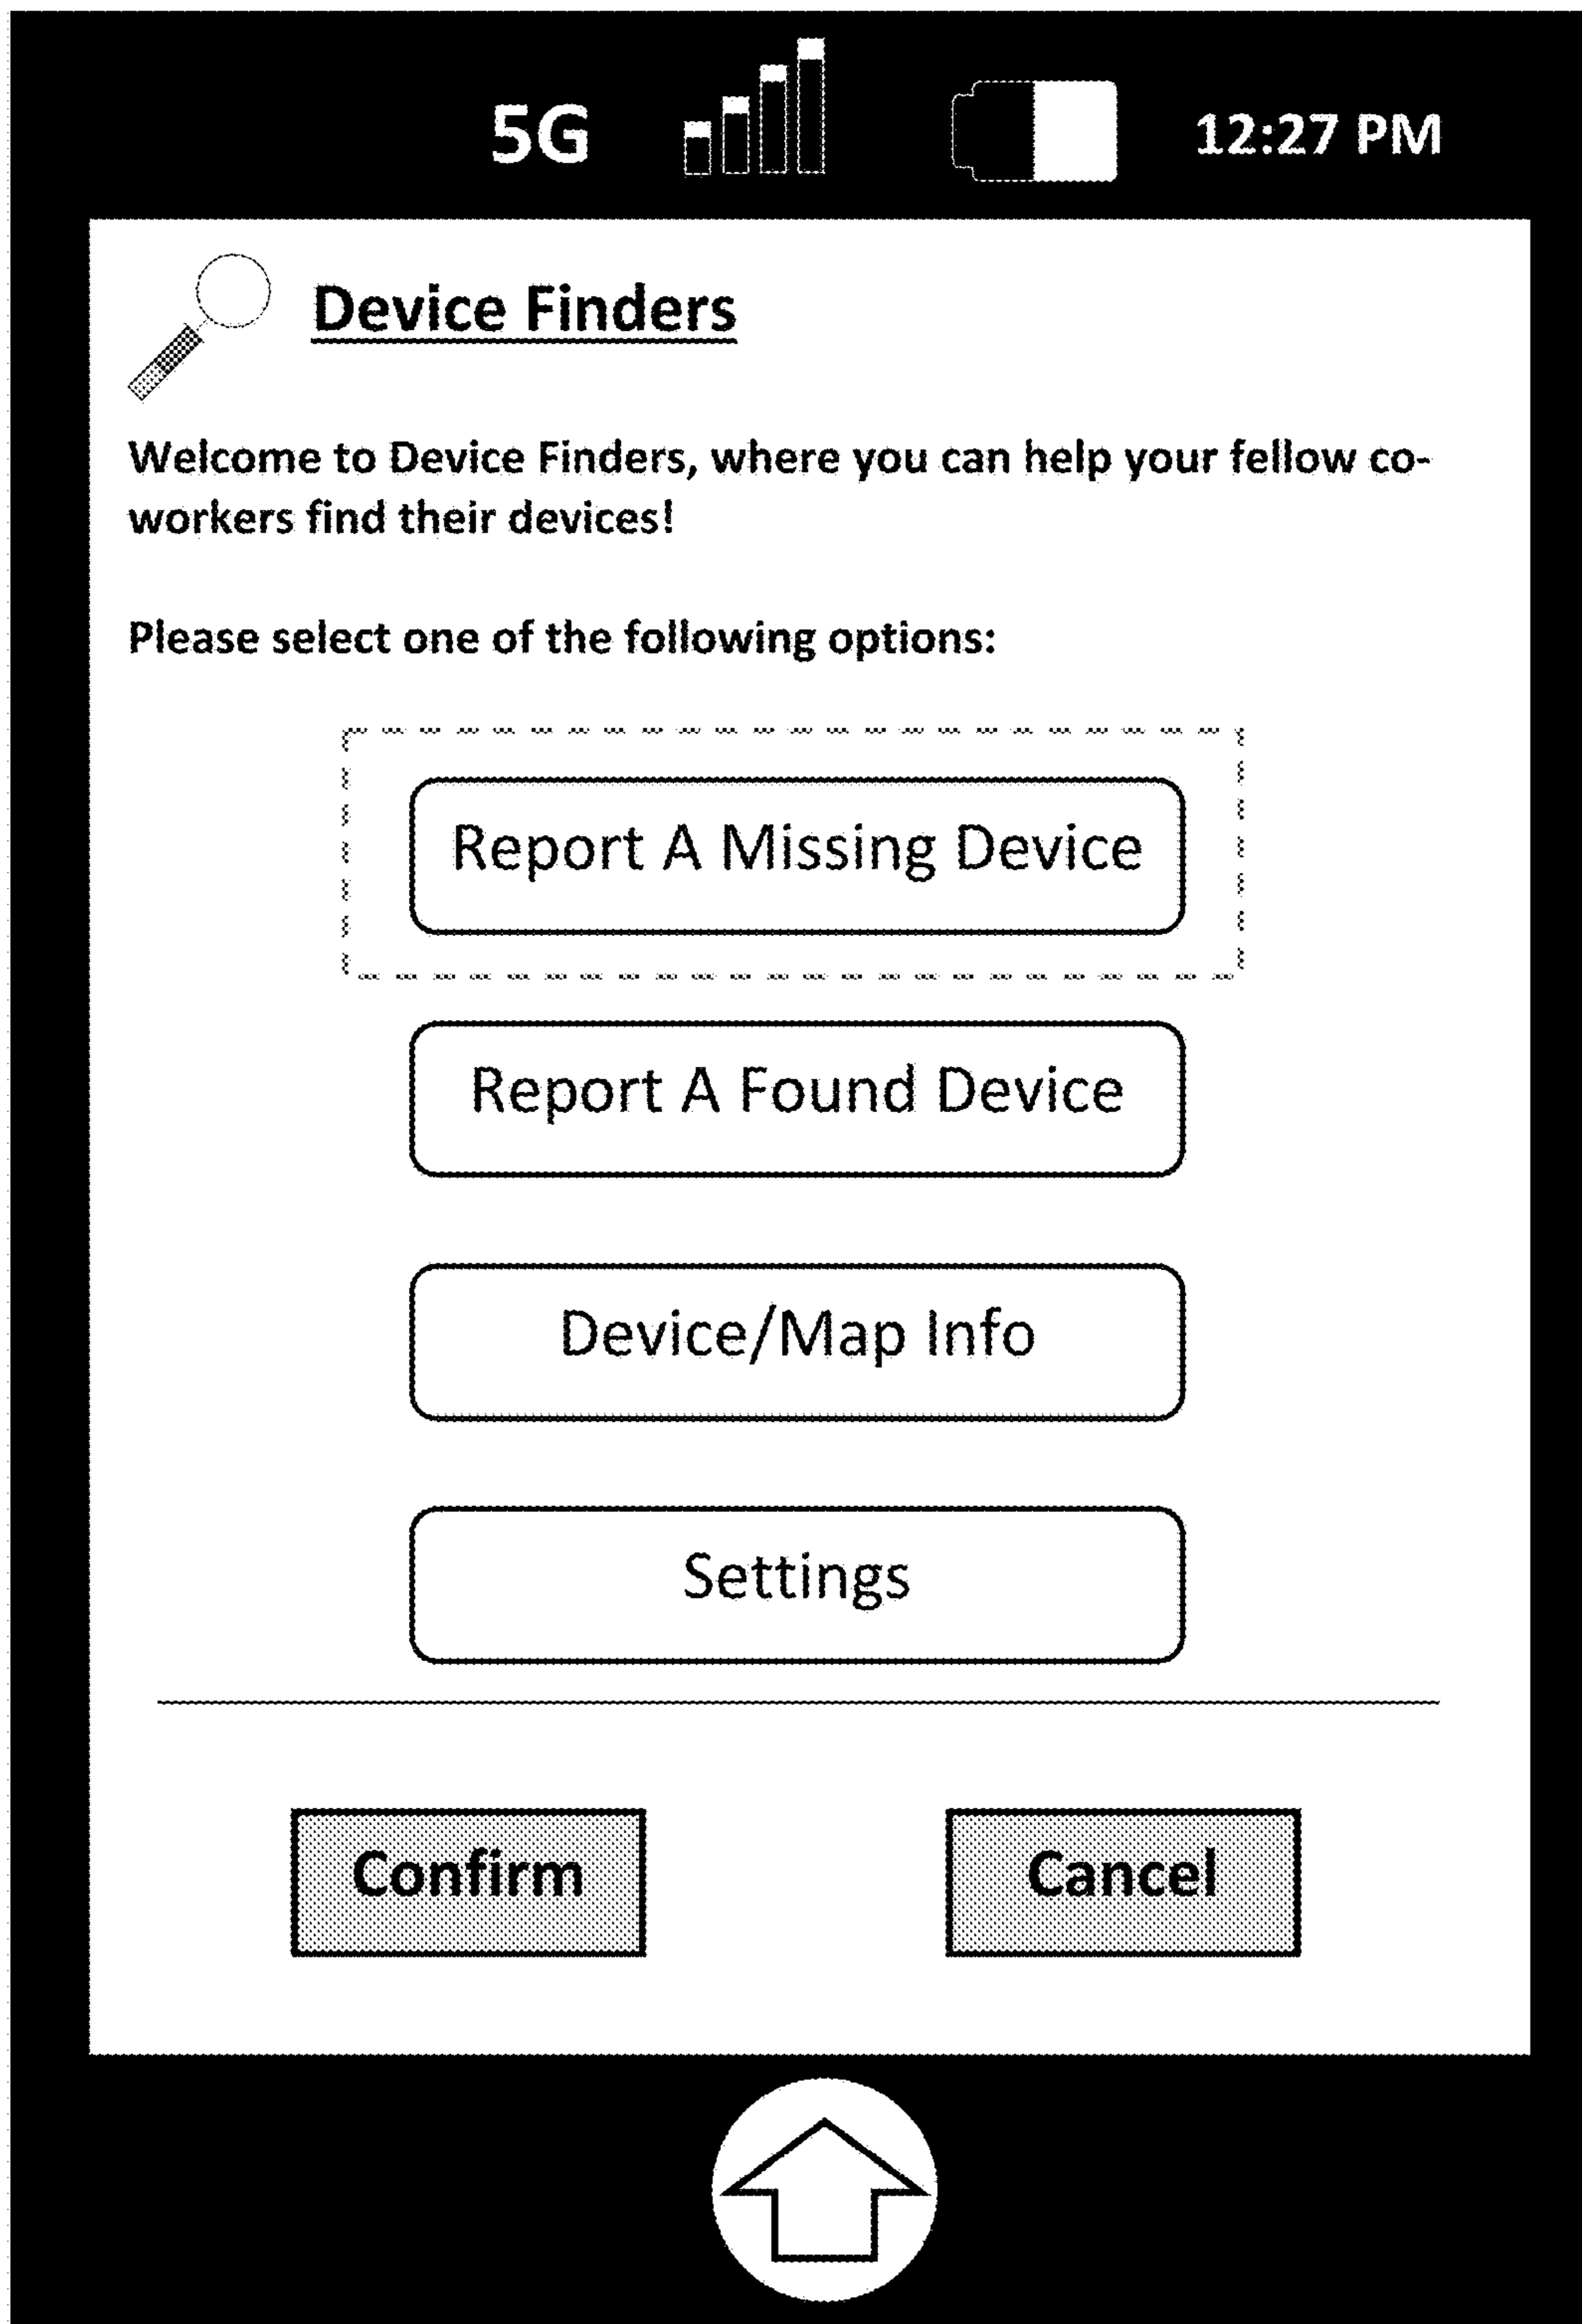 5G 12:27 PM
Device Finders
Welcome to Device Finders, where you can help your fellow co-
workers find their devices!
Please select one of the following options:
Report A Missing Device
Report A Found Device
Device/Map Info
Settings
Confirm Cancel